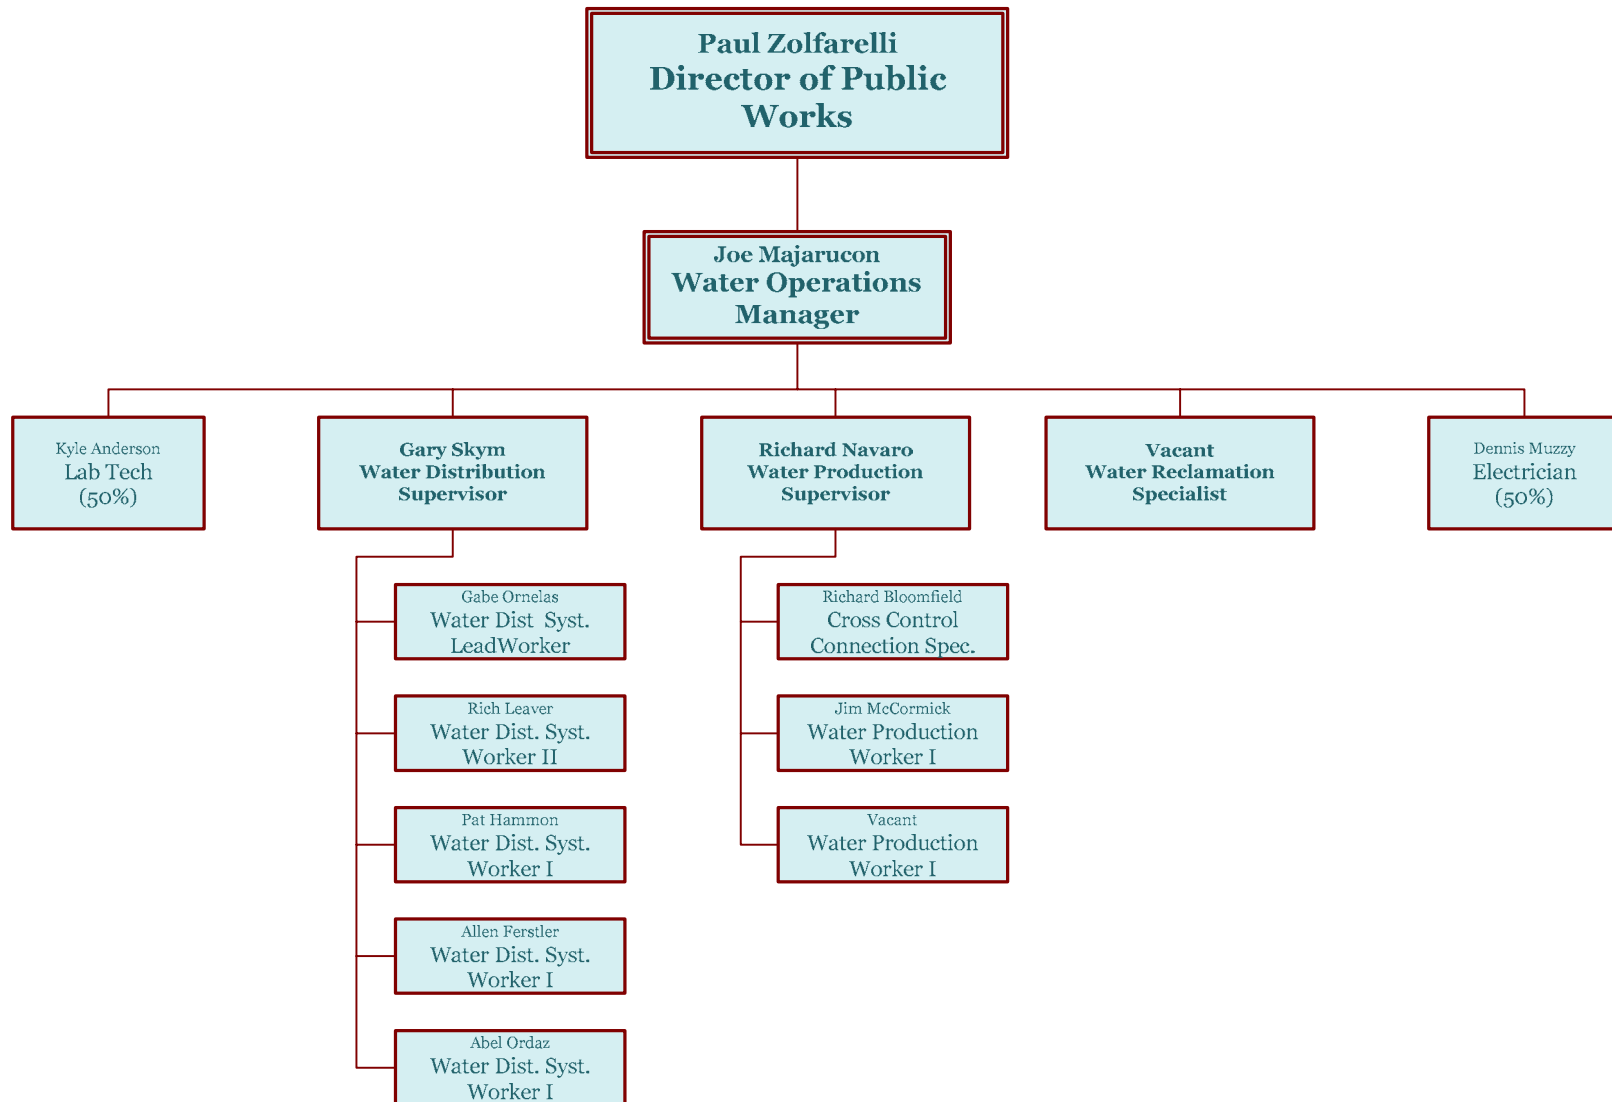 Paul Zolfarelli
Director of Public
Works
Joe Majarucon
Water Operations
Manager
Kyle Anderson
Lab Tech
(50%)
Gary Skym
Water Distribution
Supervisor
Richard Navaro
Water Production
Supervisor
Vacant
Water Reclamation
Specialist
Dennis Muzzy
Electrician
(50%)
Gabe Ornelas
Water Dist  Syst.
LeadWorker
Rich Leaver
Water Dist. Syst.
Worker II
Pat Hammon
Water Dist. Syst.
Worker I
Allen Ferstler
Water Dist. Syst.
Worker I
Abel Ordaz
Water Dist. Syst.
Worker I
Richard Bloomfield
Cross Control
Connection Spec.
Jim McCormick
Water Production
Worker I
Vacant
Water Production
Worker I